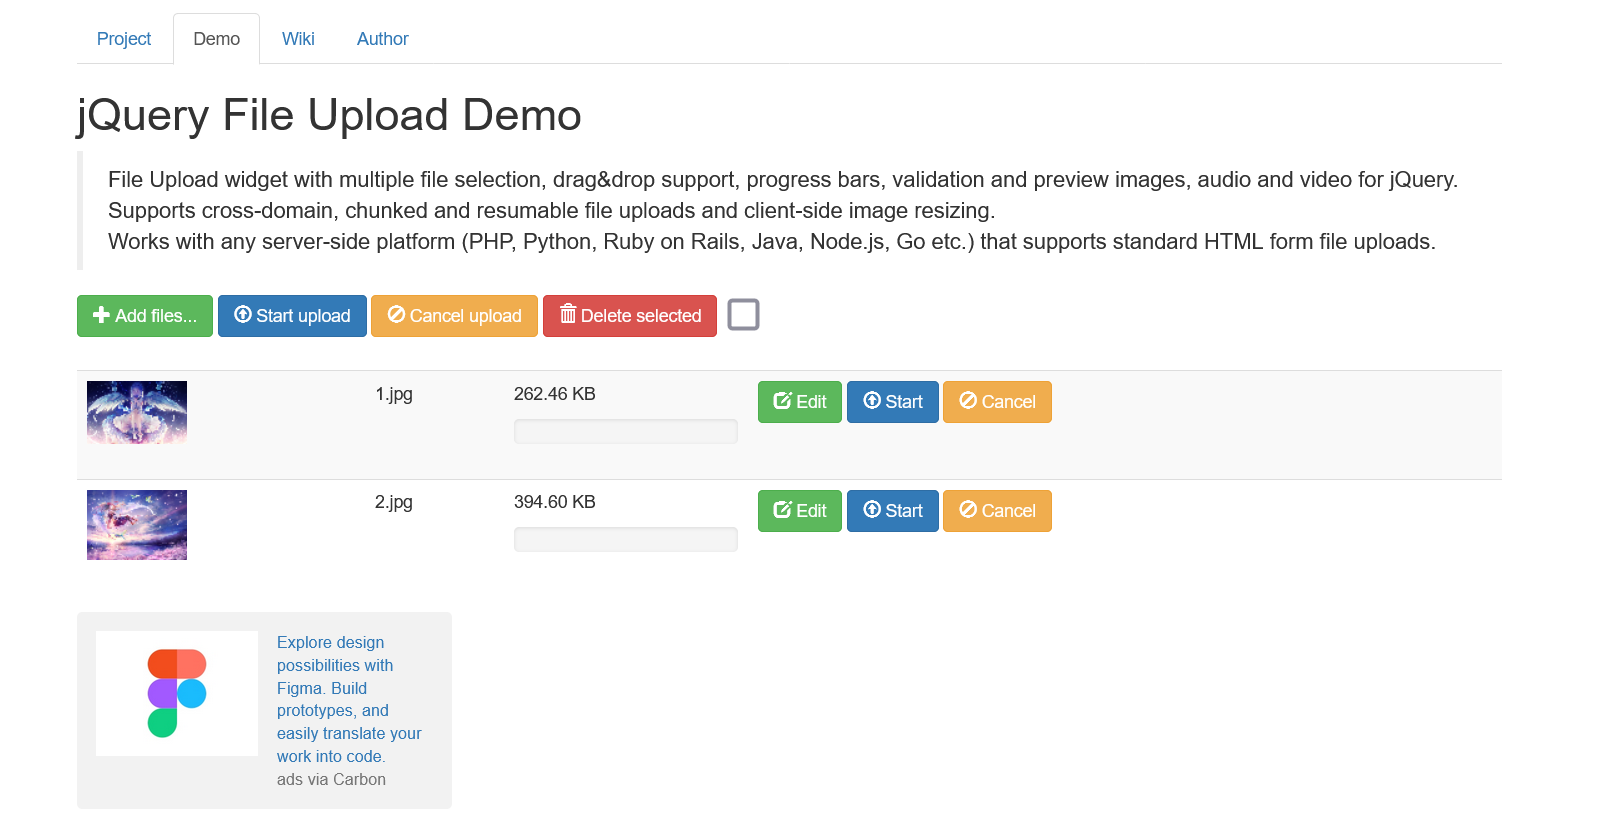 Project Demo Wiki Author
jQuery File Upload Demo
File Upload widget with multiple file selection, drag&drop support, progress bars, validation and preview images, audio and video for jQuery.
Supports cross-domain, chunked and resumable file uploads and client-side image resizing.
Works with any server-side platform (PHP, Python, Ruby on Rails, Java, Node.js, Go etc.) that supports standard HTML form file uploads.
Add files... Start upload Cancel upload Delete selected
1.jpg 262.46 KB Edit Start Cancel
2.jpg 394.60 KB Edit Start Cancel
Explore design
possibilities with
Figma. Build
prototypes, and
easily translate your
work into code.
ads via Carbon